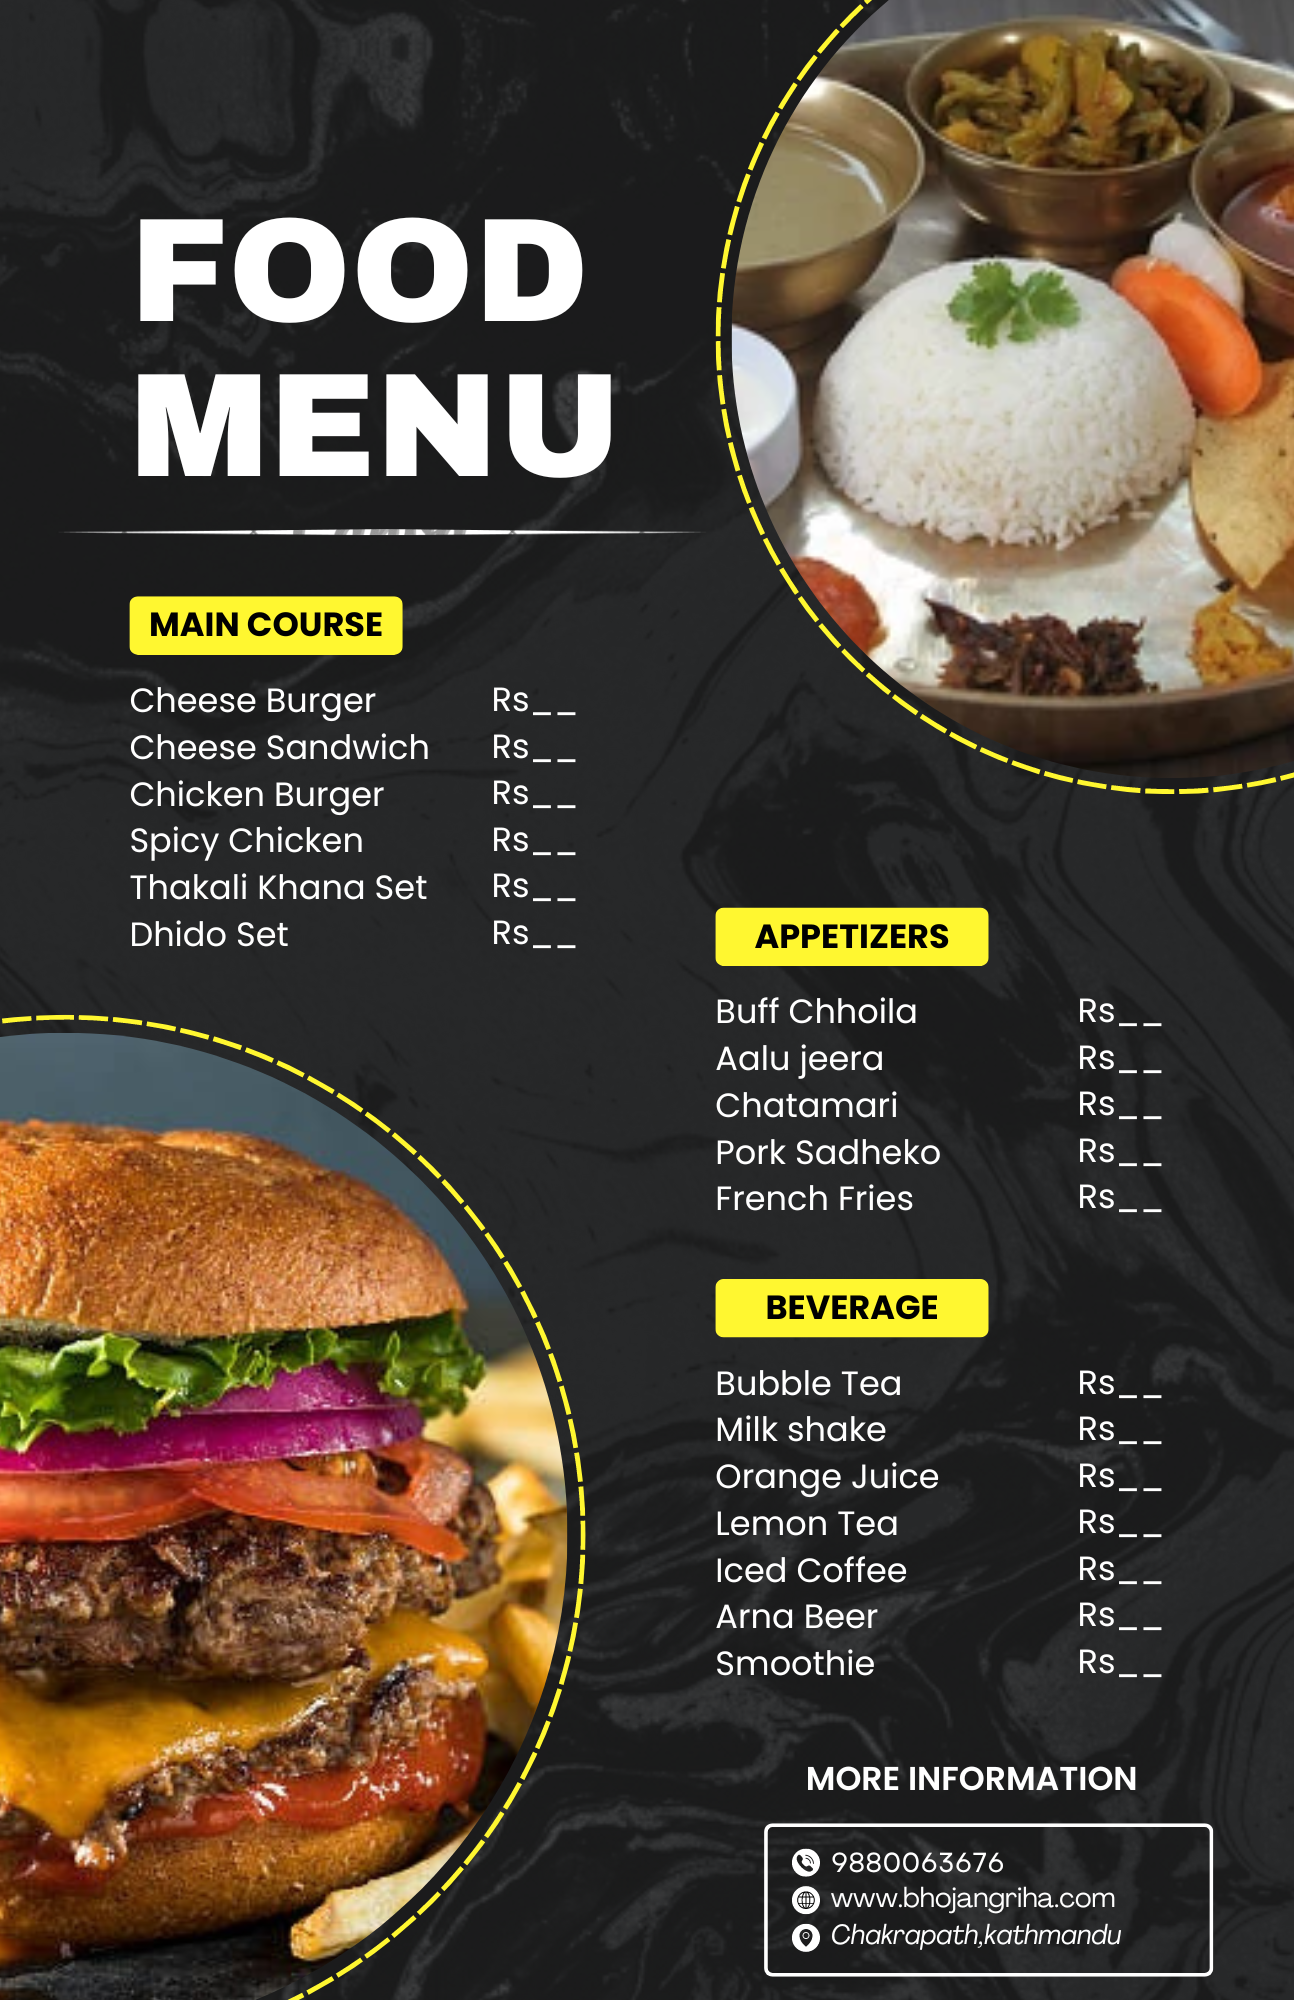 FOOD
MENU
MAIN COURSE
Cheese Burger Rs__
Cheese Sandwich Rs__
Chicken Burger Rs__
Spicy Chicken Rs__
Thakali Khana Set Rs__
Dhido Set Rs__
APPETIZERS
Buff Chhoila Rs__
Aalu jeera Rs__
Chatamari Rs__
Pork Sadheko Rs__
French Fries Rs__
BEVERAGE
Bubble Tea Rs__
Milk shake Rs__
Orange Juice Rs__
Lemon Tea Rs__
Iced Coffee Rs__
Arna Beer Rs__
Smoothie Rs__
MORE INFORMATION
9880063676
www.bhojangriha.com
Chakrapath,kathmandu